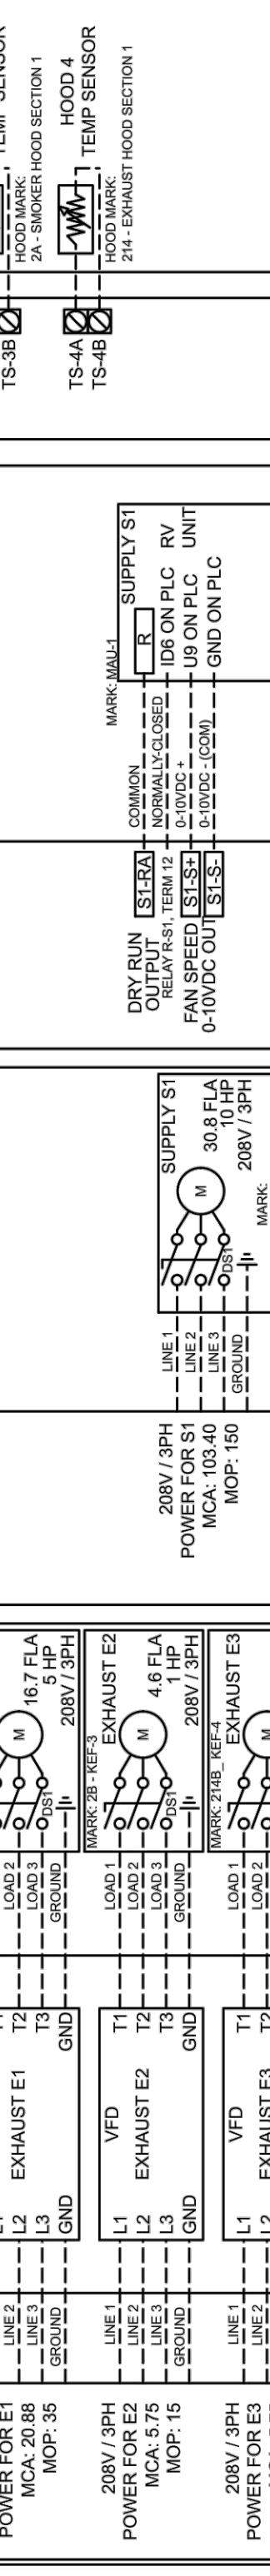 TEMP SENSOR
HOOD MARK:
2A - SMOKER HOOD SECTION 1
TS-3B
HOOD 4
TEMP SENSOR
TS-4A
TS-4B
HOOD MARK:
214 - EXHAUST HOOD SECTION 1
MARK: MAU-1
SUPPLY S1
R
ID6 ON PLC
RV
U9 ON PLC
UNIT
GND ON PLC
COMMON
NORMALLY-CLOSED
0-10VDC +
0-10VDC - (COM)
DRY RUN
OUTPUT
S1-RA
RELAY R-S1, TERM 12
FAN SPEED
S1-S+
0-10VDC OUT
S1-S-
SUPPLY S1
M
30.8 FLA
10 HP
208V / 3PH
DS1
MARK:
LINE 1
LINE 2
LINE 3
GROUND
208V / 3PH
POWER FOR S1
MCA: 103.40
MOP: 150
M
16.7 FLA
5 HP
208V / 3PH
DS1
LOAD 2
LOAD 3
GROUND
T2
T3
GND
EXHAUST E1
L2
L3
GND
LINE 2
LINE 3
GROUND
POWER FOR E1
MCA: 20.88
MOP: 35
MARK: 2B - KEF-3
EXHAUST E2
M
4.6 FLA
1 HP
208V / 3PH
DS1
LOAD 1
LOAD 2
LOAD 3
GROUND
T1
T2
T3
GND
VFD
EXHAUST E2
L1
L2
L3
GND
LINE 1
LINE 2
LINE 3
GROUND
208V / 3PH
POWER FOR E2
MCA: 5.75
MOP: 15
MARK: 214B_ KEF-4
EXHAUST E3
M
LOAD 1
LOAD 2
T1
T2
VFD
EXHAUST E3
L1
L2
LINE 1
LINE 2
208V / 3PH
POWER FOR E3